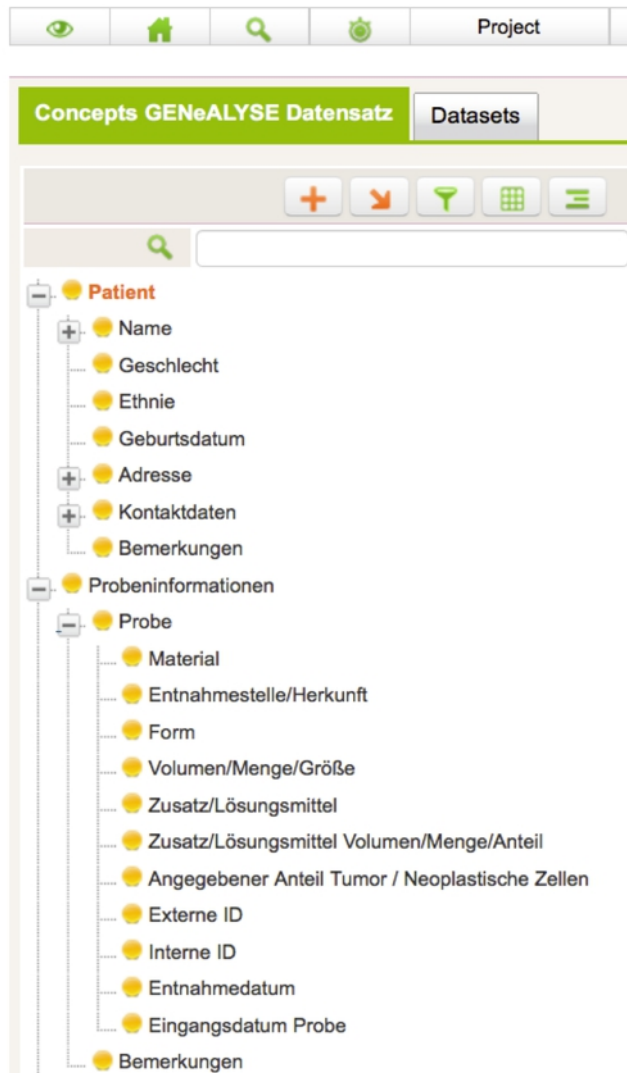 Project
Concepts GENeALYSE Datensatz
Datasets
Patient
Name
Geschlecht
Ethnie
Geburtsdatum
Adresse
Kontaktdaten
Bemerkungen
Probeninformationen
Probe
Material
Entnahmestelle/Herkunft
Form
Volumen/Menge/Größe
Zusatz/Lösungsmittel
Zusatz/Lösungsmittel Volumen/Menge/Anteil
Angegebener Anteil Tumor / Neoplastische Zellen
Externe ID
Interne ID
Entnahmedatum
Eingangsdatum Probe
Bemerkungen